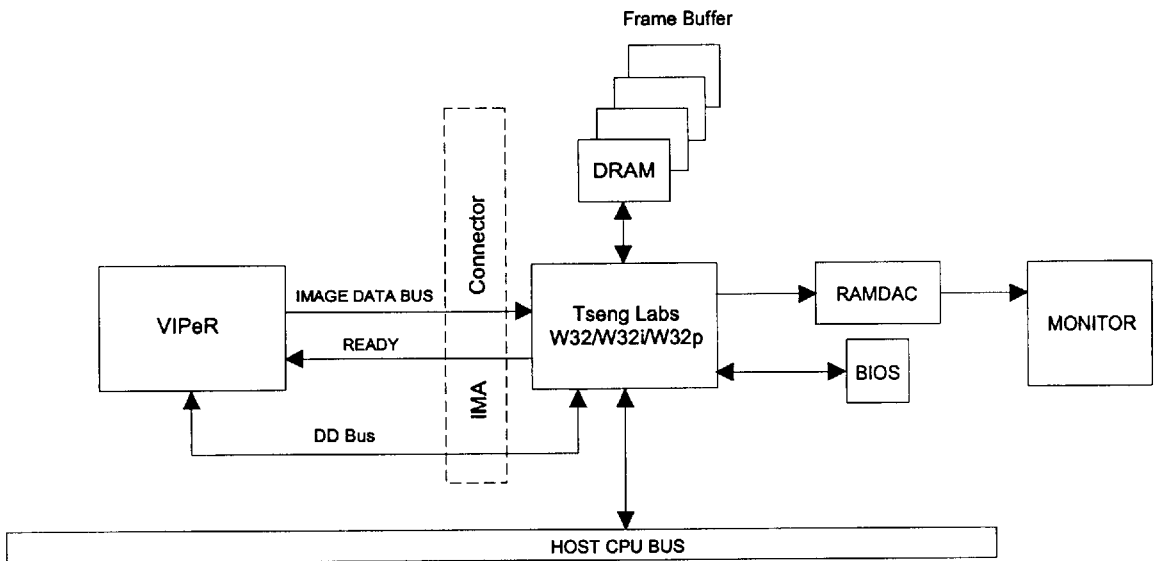 Frame Buffer
DRAM
Connector
IMA
VIPeR
IMAGE DATA BUS
READY
DD Bus
Tseng Labs
W32/W32i/W32p
RAMDAC
MONITOR
BIOS
HOST CPU BUS